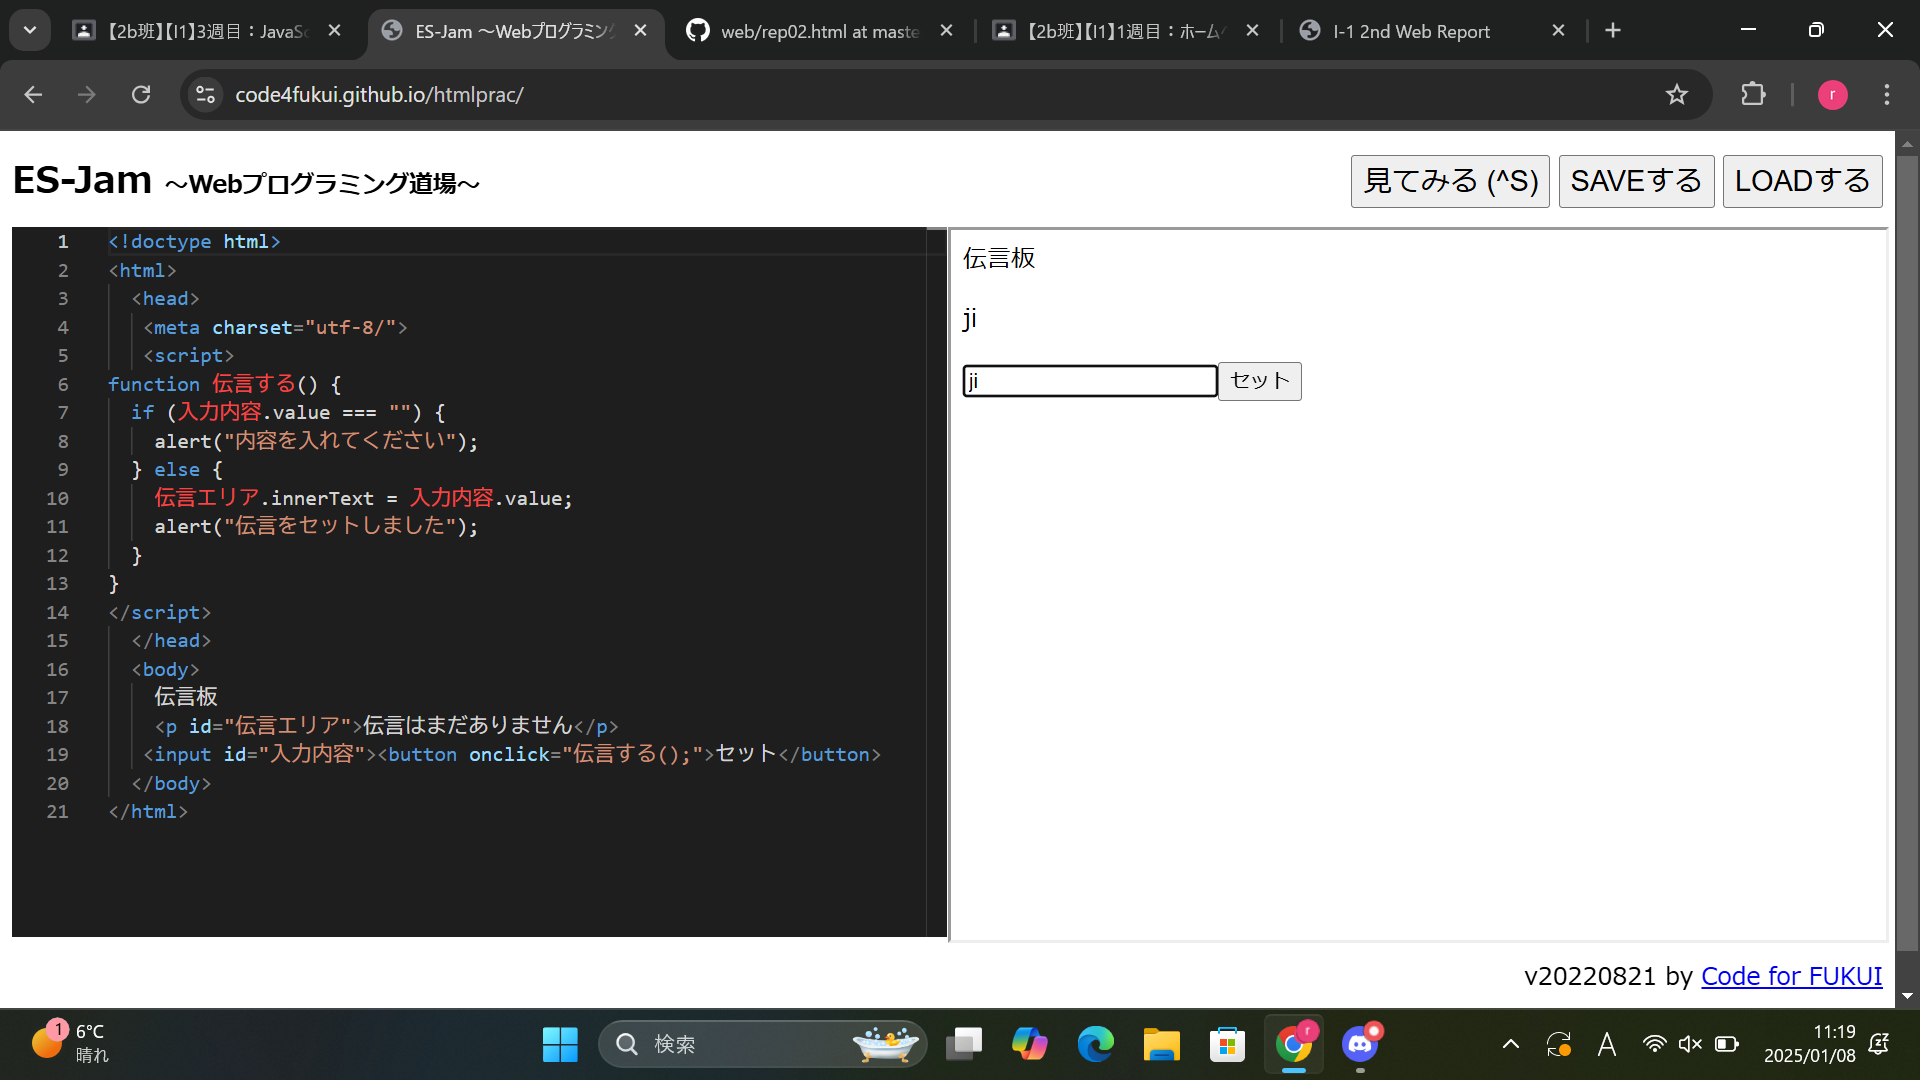 【2b班】【I1】3週目：JavaSc
ES-Jam ～Webプログラミング
web/rep02.html at maste
【2b班】【I1】1週目：ホームペ
I-1 2nd Web Report
code4fukui.github.io/htmlprac/
r
ES-Jam ～Webプログラミング道場～
見てみる (^S)
SAVEする
LOADする
1 <!doctype html>
2 <html>
3 <head>
4 <meta charset="utf-8/">
5 <script>
6 function 伝言する() {
7 if (入力内容.value === "") {
8 alert("内容を入れてください");
9 } else {
10 伝言エリア.innerText = 入力内容.value;
11 alert("伝言をセットしました");
12 }
13 }
14 </script>
15 </head>
16 <body>
17 伝言板
18 <p id="伝言エリア">伝言はまだありません</p>
19 <input id="入力内容"><button onclick="伝言する();">セット</button>
20 </body>
21 </html>
伝言板
ji
ji セット
v20220821 by Code for FUKUI
1
6°C
晴れ
検索
r
A
11:19
2025/01/08